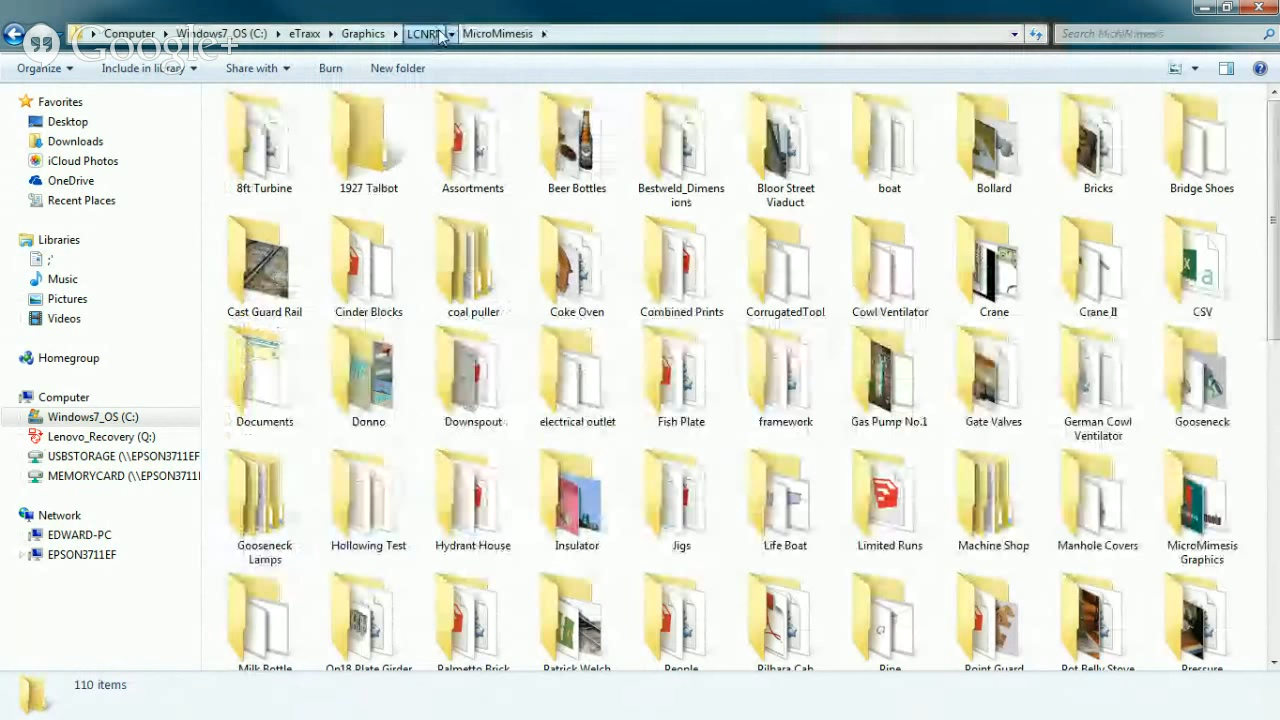 Google+
Computer Windows7_OS (C:) eTraxx Graphics LCNR MicroMimesis Search MicroMimesis
Organize Include in library Share with Burn New folder
Favorites
Desktop
Downloads
iCloud Photos
OneDrive
Recent Places
Libraries
;'
Music
Pictures
Videos
Homegroup
Computer
Windows7_OS (C:)
Lenovo_Recovery (Q:)
USBSTORAGE (\\EPSON3711EF
MEMORYCARD (\\EPSON3711I
Network
EDWARD-PC
EPSON3711EF
8ft Turbine 1927 Talbot Assortments Beer Bottles Bestweld_Dimens Bloor Street boat Bollard Bricks Bridge Shoes
ions Viaduct
Cast Guard Rail Cinder Blocks coal puller Coke Oven Combined Prints CorrugatedTool Cowl Ventilator Crane Crane II CSV
Documents Donno Downspout electrical outlet Fish Plate framework Gas Pump No.1 Gate Valves German Cowl Gooseneck
Ventilator
Gooseneck Hollowing Test Hydrant House Insulator Jigs Life Boat Limited Runs Machine Shop Manhole Covers MicroMimesis
Lamps Graphics
Milk Bottle Op18 Plate Girder Palmetto Brick Patrick Welch People Pilbara Cab Pipe Point Guard Pot Belly Stove Pressure
110 items